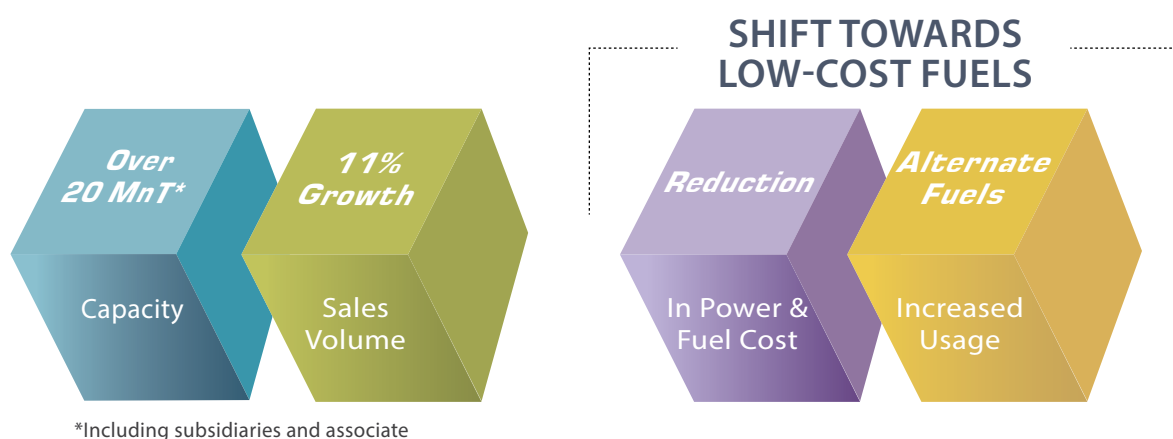 SHIFT TOWARDS
LOW-COST FUELS
Over
20 MnT*
Capacity
11%
Growth
Sales
Volume
Reduction
In Power &
Fuel Cost
Alternate
Fuels
Increased
Usage
*Including subsidiaries and associate